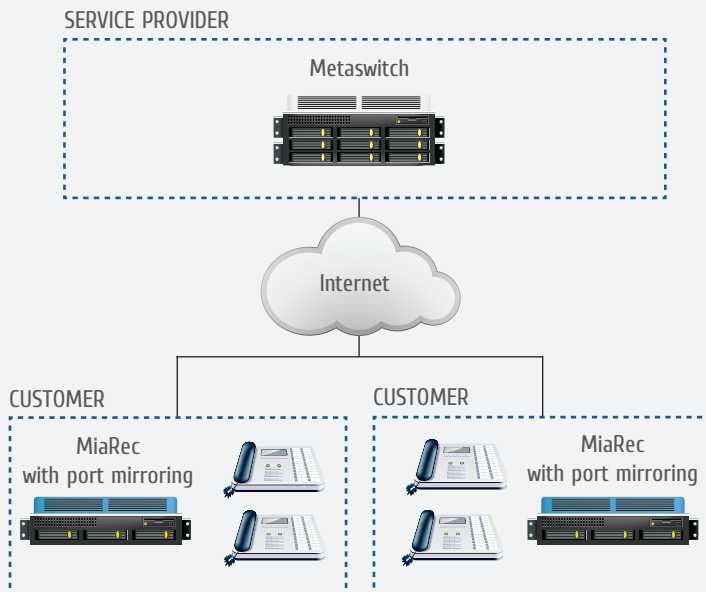 SERVICE PROVIDER
Metaswitch
Internet
CUSTOMER
MiaRec
with port mirroring
CUSTOMER
MiaRec
with port mirroring